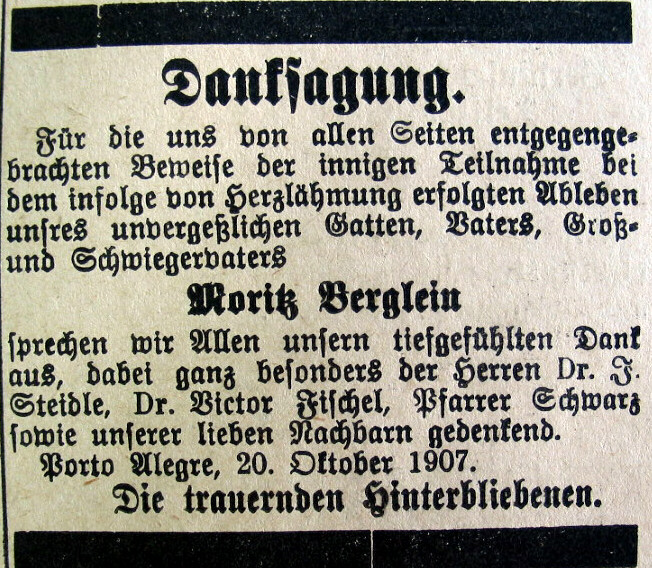 Danksagung.
Für die uns von allen Seiten entgegenge-
brachten Beweise der innigen Teilnahme bei
dem infolge von Herzlähmung erfolgten Ableben
unsres unvergeßlichen Gatten, Vaters, Groß-
und Schwiegervaters
Moritz Berglein
sprechen wir Allen unsern tiefgefühlten Dank
aus, dabei ganz besonders der Herren Dr. J.
Steidle, Dr. Victor Fischel, Pfarrer Schwarz
sowie unserer lieben Nachbarn gedenkend.
Porto Alegre, 20. Oktober 1907.
Die trauernden Hinterbliebenen.